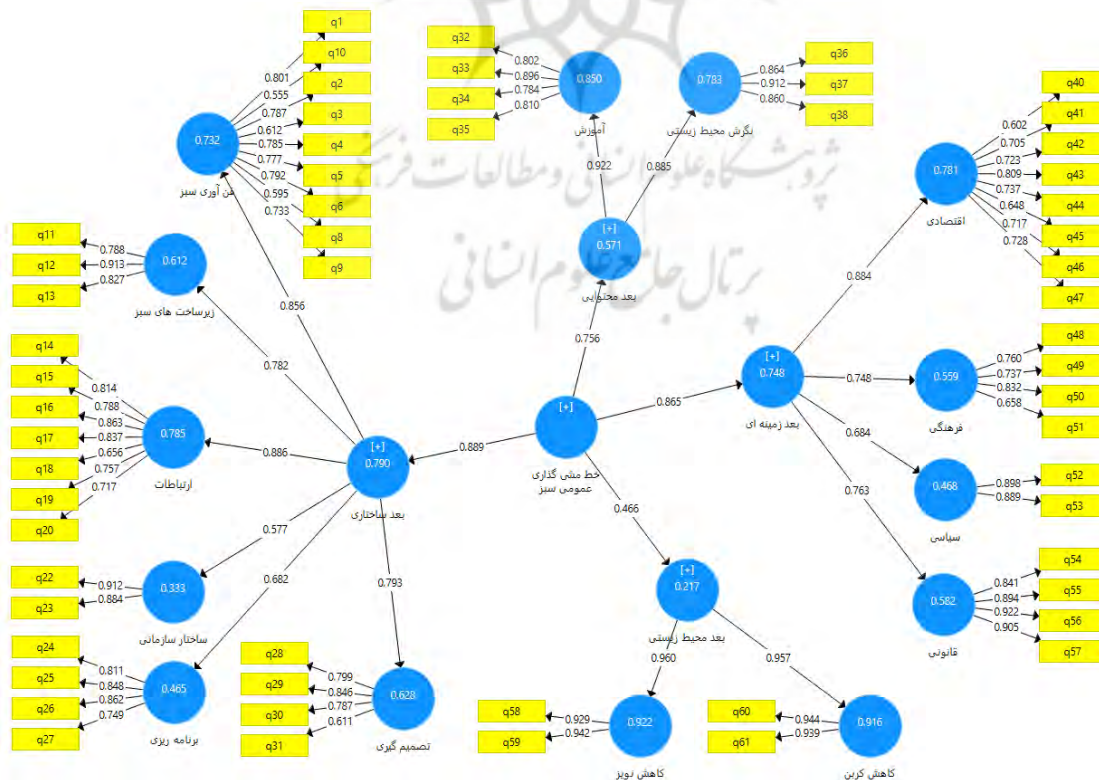 q1
q10
q2
q3
q4
q5
q6
q8
q9
0.801
0.555
0.787
0.612
0.785
0.777
0.792
0.595
0.733
0.732
فن آوری سبز
q32
q33
q34
q35
0.802
0.896
0.784
0.810
0.850
آموزش
0.783
نگرش محیط زیستی
0.864
0.912
0.860
q36
q37
q38
q40
q41
q42
q43
q44
q45
q46
q47
0.602
0.705
0.723
0.809
0.737
0.648
0.717
0.728
0.781
اقتصادی
پژوهشگاه علوم انسانی و مطالعات فرهنگی
پرتال جامع علوم انسانی
0.922
0.885
[+]
0.571
بعد محتوایی
q11
q12
q13
0.788
0.913
0.827
0.612
زیرساخت های سبز
0.856
0.782
0.756
0.884
q14
q15
q16
q17
q18
q19
q20
0.814
0.788
0.863
0.837
0.656
0.757
0.717
0.785
ارتباطات
0.886
[+]
0.790
بعد ساختاری
0.889
[+]
خط مشی گذاری
عمومی سبز
0.865
[+]
0.748
بعد زمینه ای
0.748
0.559
فرهنگی
0.760
0.737
0.832
0.658
q48
q49
q50
q51
0.684
0.468
سیاسی
0.898
0.889
q52
q53
0.763
0.466
0.577
0.682
0.793
q22
q23
0.912
0.884
0.333
ساختار سازمانی
[+]
0.217
بعد محیط زیستی
0.582
قانونی
0.841
0.894
0.922
0.905
q54
q55
q56
q57
q24
q25
q26
q27
0.811
0.848
0.862
0.749
0.465
برنامه ریزی
q28
q29
q30
q31
0.799
0.846
0.787
0.611
0.628
تصمیم گیری
0.960
0.957
q58
q59
0.929
0.942
0.922
کاهش نویز
q60
q61
0.944
0.939
0.916
کاهش کربن